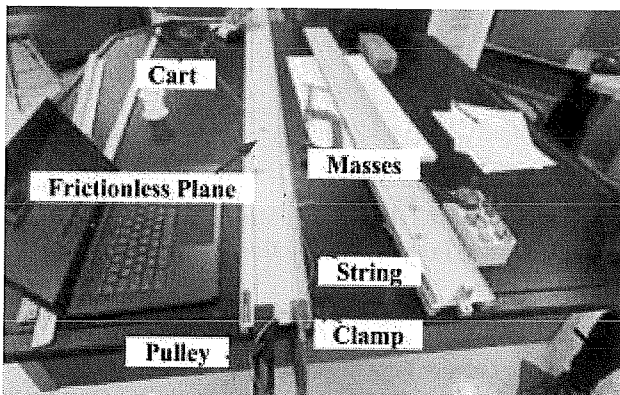 Cart
Masses
Frictionless Plane
String
Clamp
Pulley